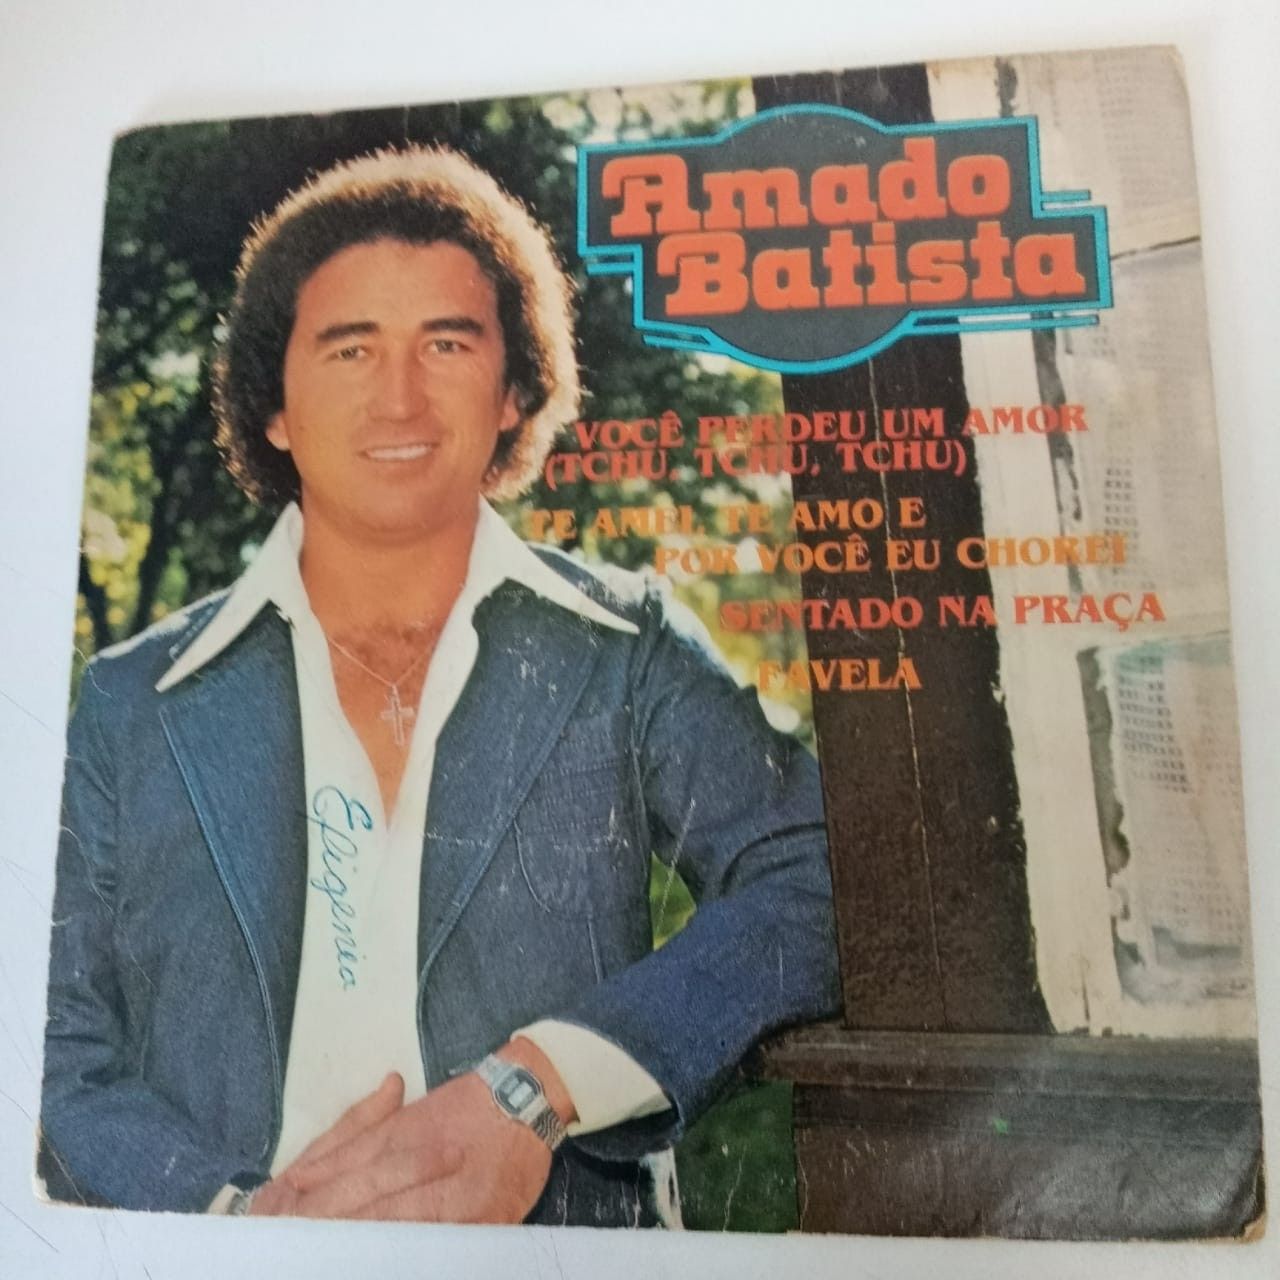 Amado
Batista
VOCÊ PERDEU UM AMOR
(TCHU, TCHU, TCHU)
TE AMEI, TE AMO E
POR VOCÊ EU CHOREI
SENTADO NA PRAÇA
FAVELA
Efigenia